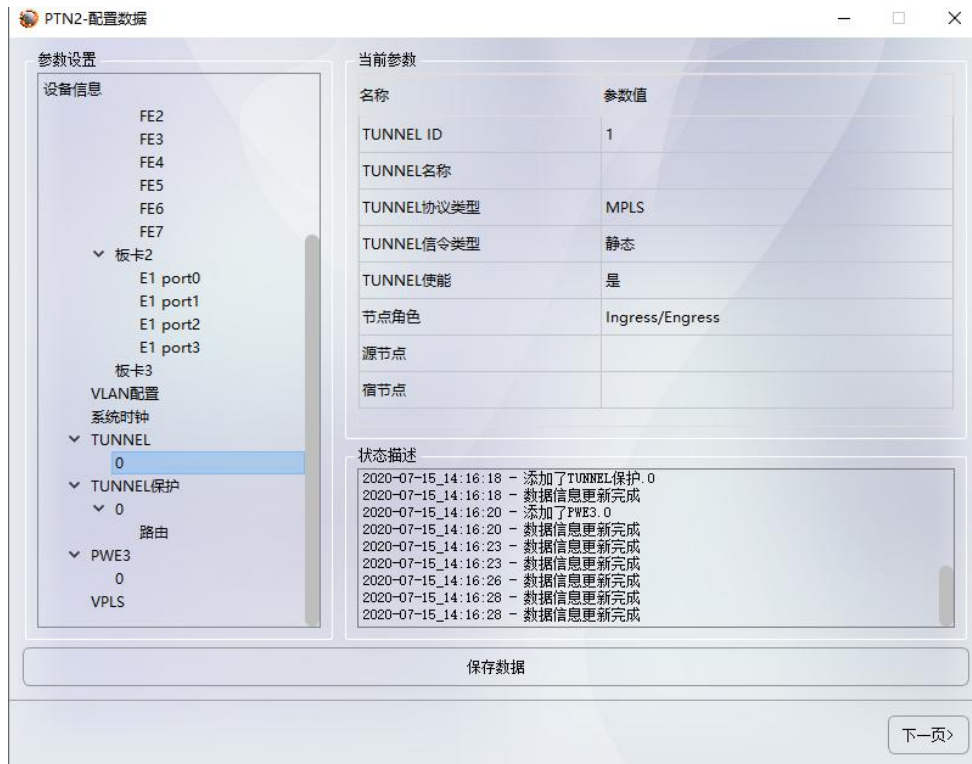 PTN2-配置数据
参数设置
设备信息
FE2
FE3
FE4
FE5
FE6
FE7
板卡2
E1 port0
E1 port1
E1 port2
E1 port3
板卡3
VLAN配置
系统时钟
TUNNEL
0
TUNNEL保护
0
路由
PWE3
0
VPLS
当前参数
名称 参数值
TUNNEL ID 1
TUNNEL名称
TUNNEL协议类型 MPLS
TUNNEL信令类型 静态
TUNNEL使能 是
节点角色 Ingress/Engress
源节点
宿节点
状态描述
2020-07-15_14:16:18 - 添加了TUNNEL保护.0
2020-07-15_14:16:18 - 数据信息更新完成
2020-07-15_14:16:20 - 添加了PWE3.0
2020-07-15_14:16:20 - 数据信息更新完成
2020-07-15_14:16:23 - 数据信息更新完成
2020-07-15_14:16:23 - 数据信息更新完成
2020-07-15_14:16:26 - 数据信息更新完成
2020-07-15_14:16:28 - 数据信息更新完成
2020-07-15_14:16:28 - 数据信息更新完成
保存数据
下一页>